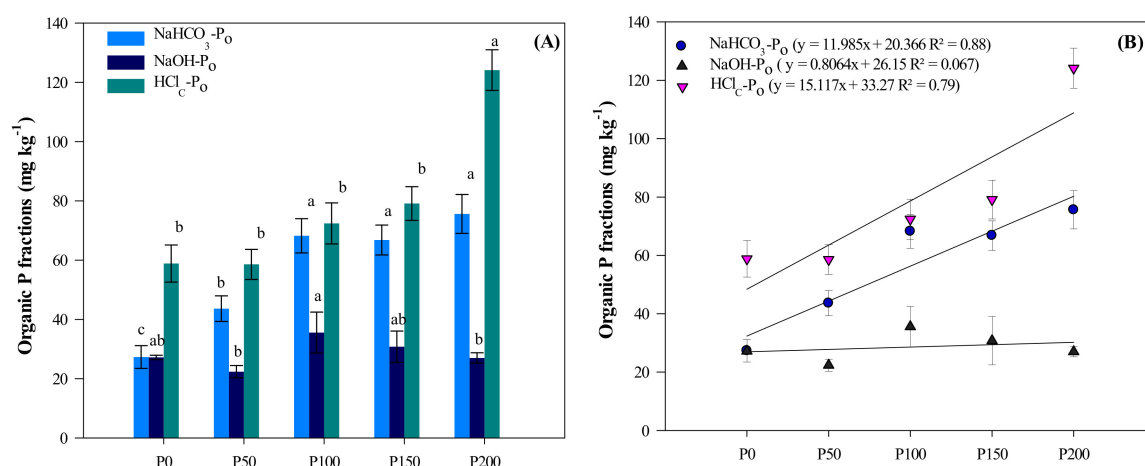 Organic P fractions (mg kg-1)
140
120
100
80
60
40
20
0
NaHCO3-Po
NaOH-Po
HClC-Po
(A)
c
ab
b
b
b
b
a
a
b
a
ab
b
a
b
a
P0 P50 P100 P150 P200
Organic P fractions (mg kg-1)
140
120
100
80
60
40
20
0
NaHCO3-Po (y = 11.985x + 20.366 R² = 0.88)
NaOH-Po ( y = 0.8064x + 26.15 R² = 0.067)
HClC-Po (y = 15.117x + 33.27 R² = 0.79)
(B)
P0 P50 P100 P150 P200